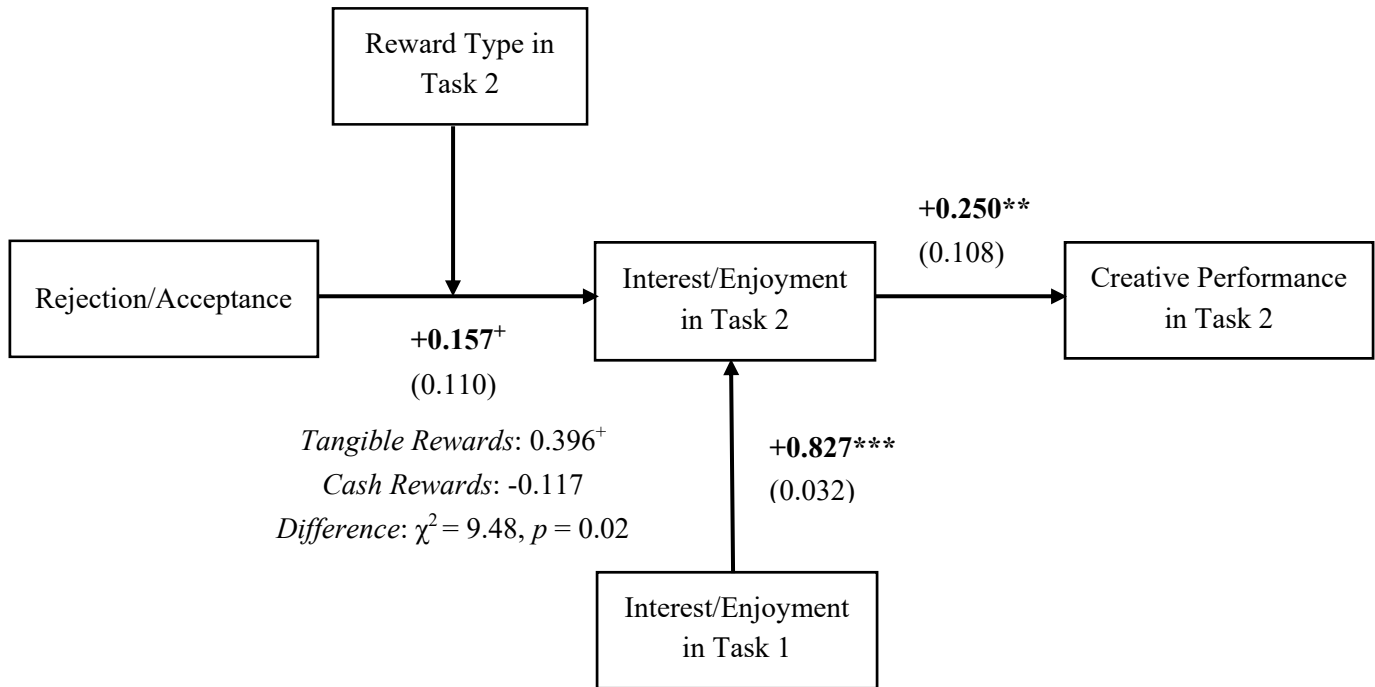 Reward Type in
Task 2
+0.250**
(0.108)
Rejection/Acceptance
Interest/Enjoyment
in Task 2
Creative Performance
in Task 2
+0.157⁺
(0.110)
Tangible Rewards: 0.396⁺
Cash Rewards: -0.117
Difference: χ² = 9.48, p = 0.02
+0.827***
(0.032)
Interest/Enjoyment
in Task 1